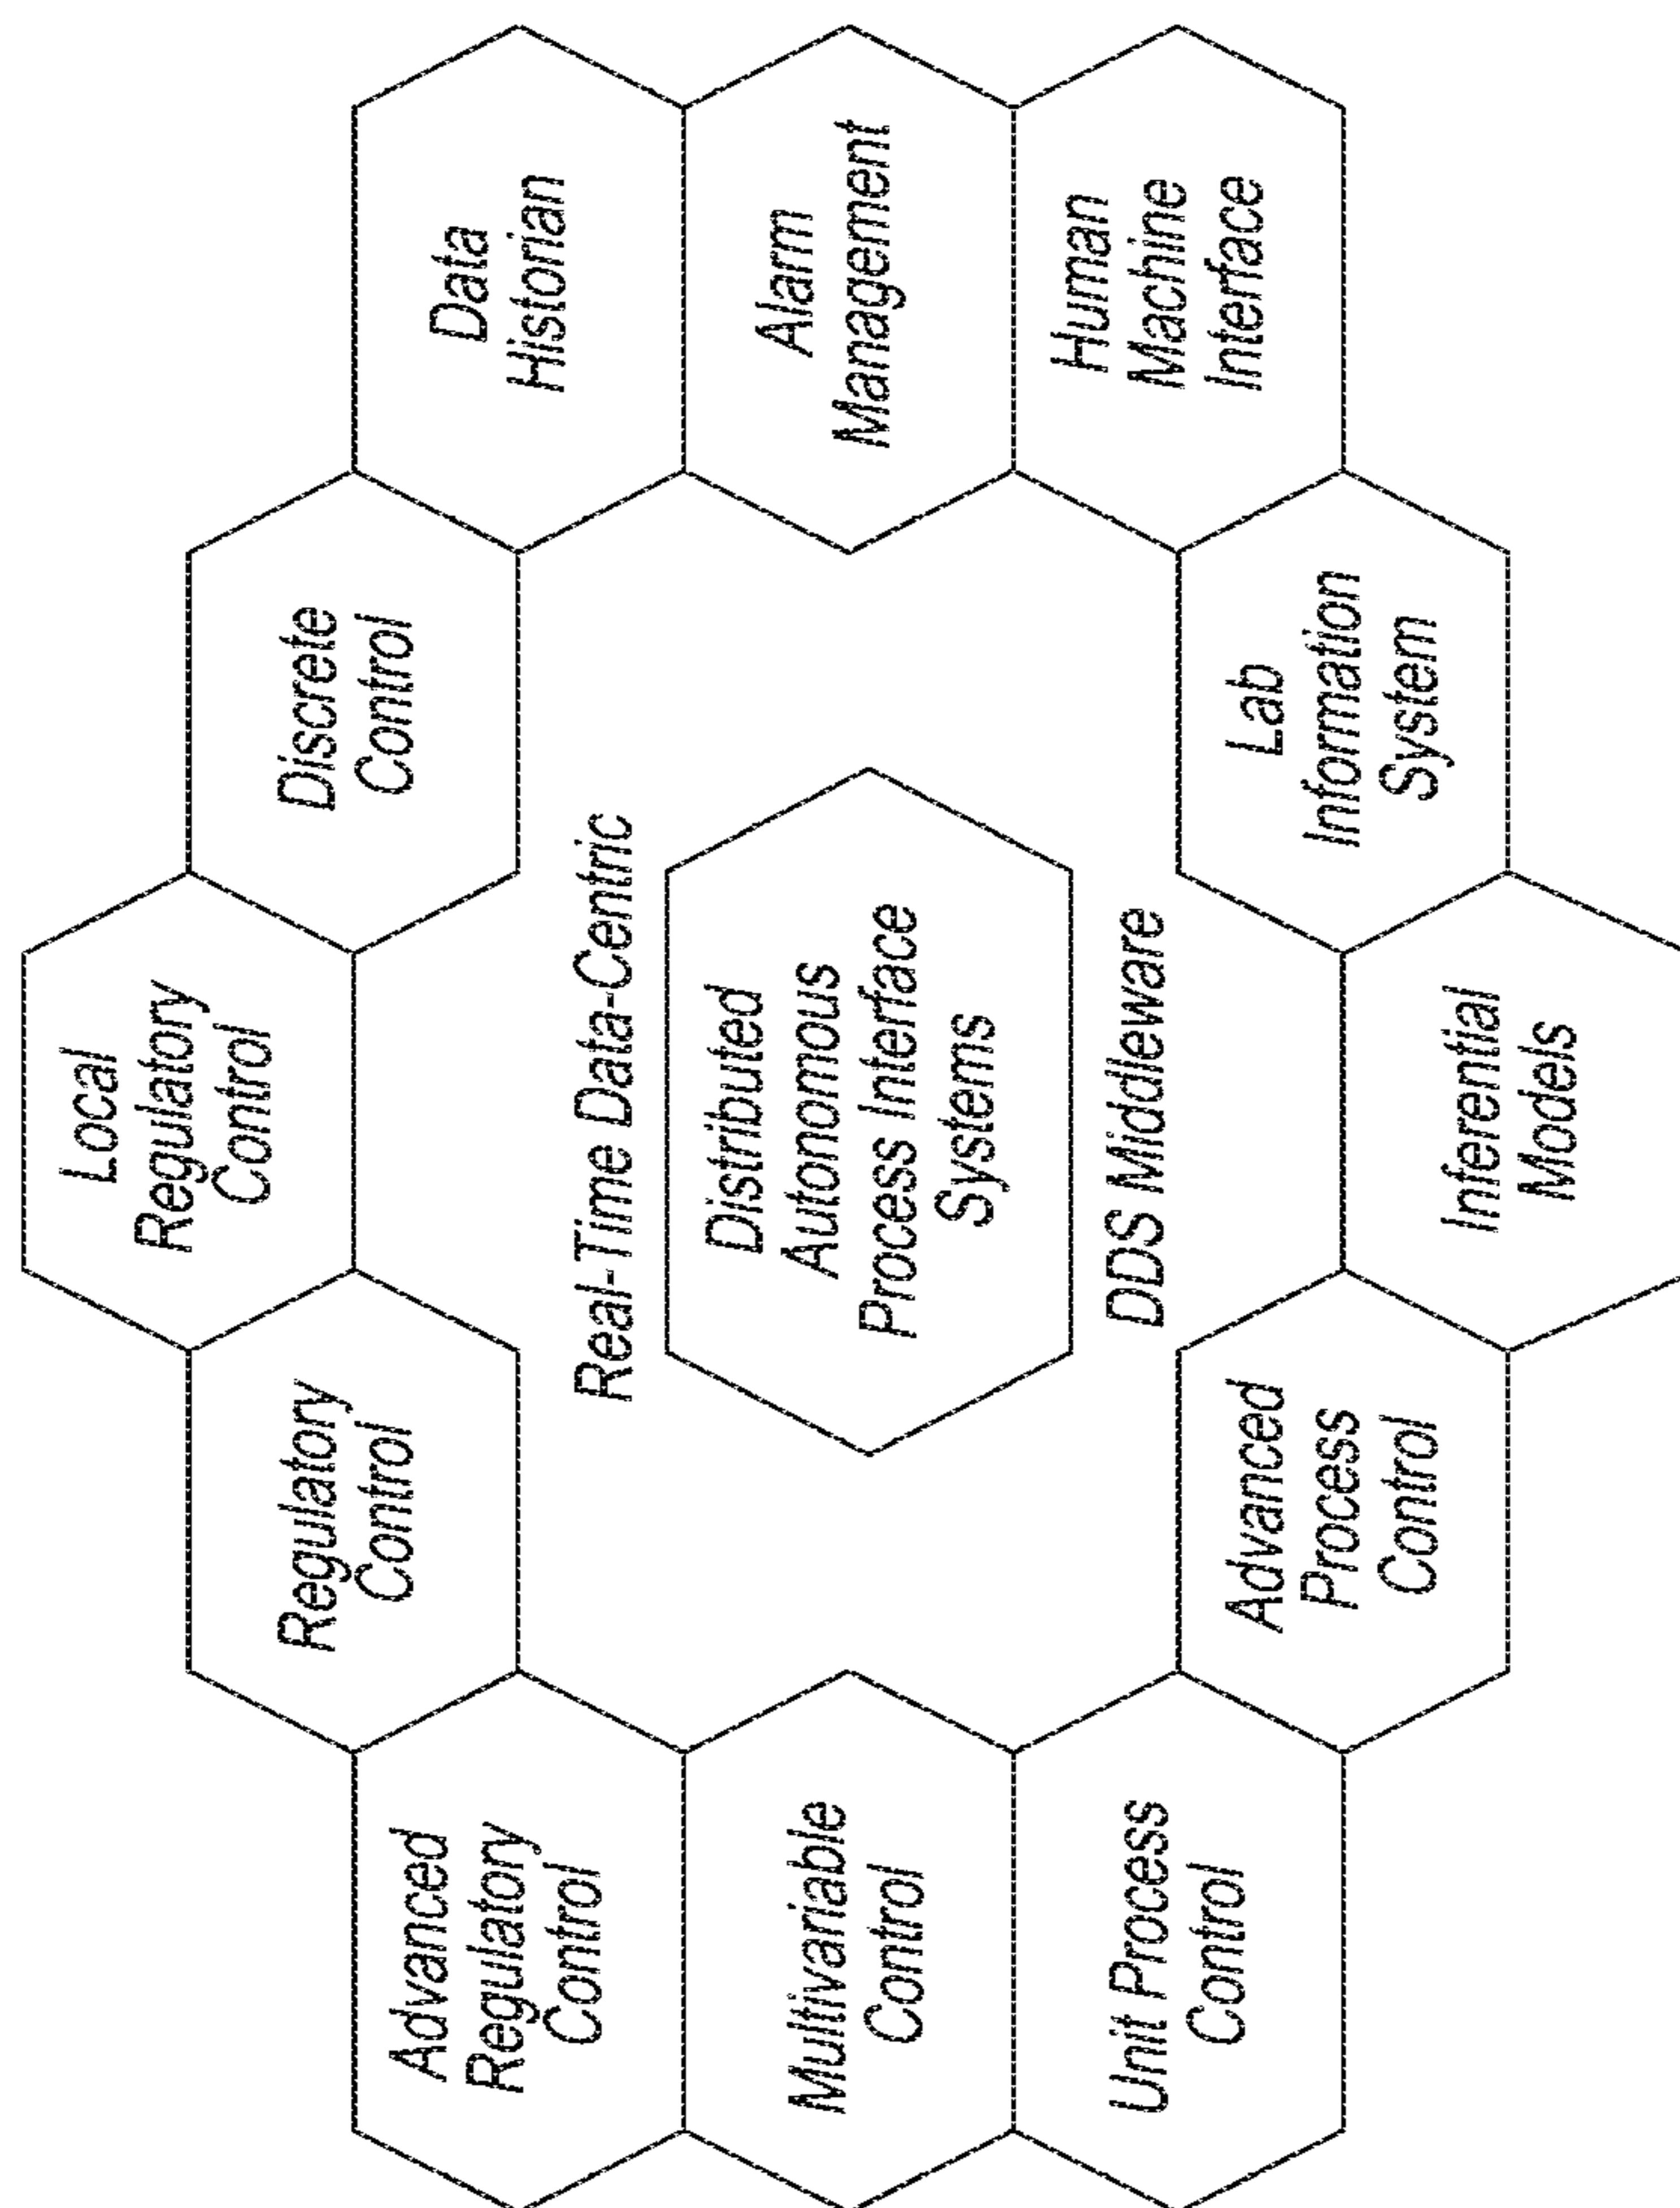 Local
Regulatory
Control
Regulatory
Control
Discrete
Control
Advanced
Regulatory
Control
Data
Historian
Real-Time Data-Centric
Multivariable
Control
Distributed
Autonomous
Process Interface
Systems
Alarm
Management
DDS Middleware
Unit Process
Control
Human
Machine
Interface
Advanced
Process
Control
Lab
Information
System
Inferential
Models